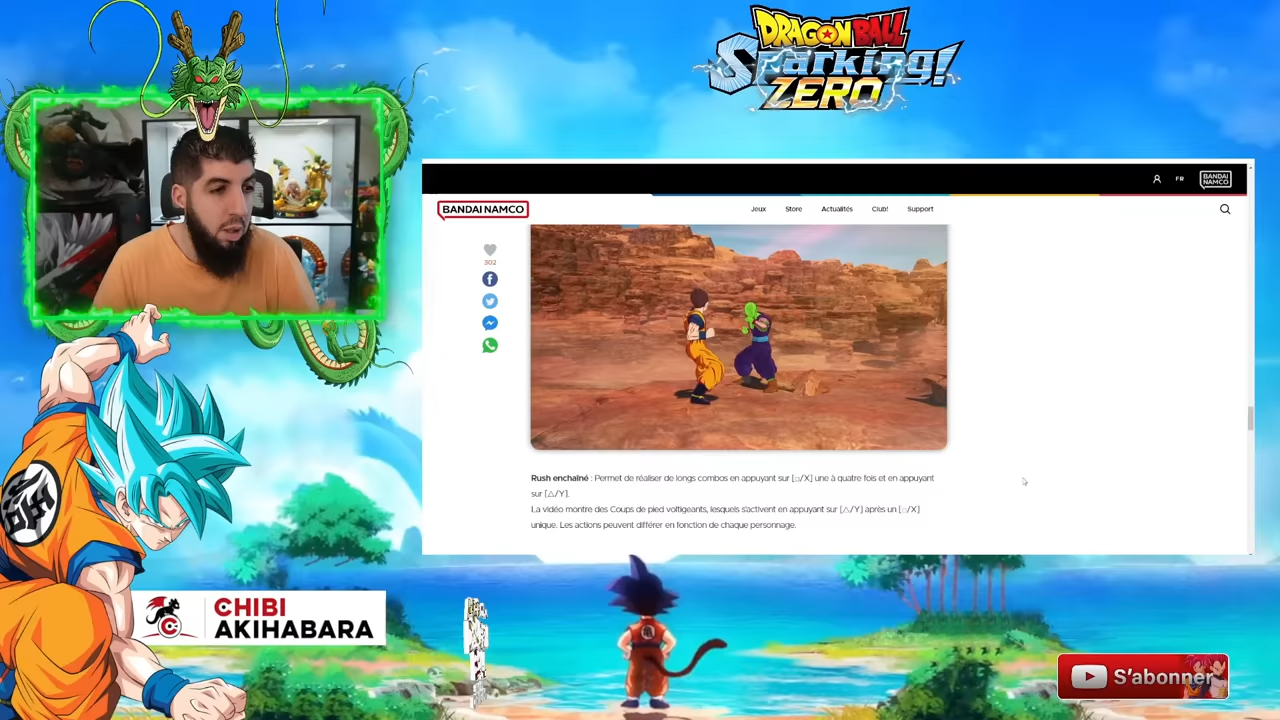 DRAGON BALL
Sparking!
ZERO
FR
BANDAI
NAMCO
BANDAI NAMCO
Jeux
Store
Actualités
Club!
Support
302
Rush enchaîné : Permet de réaliser de longs combos en appuyant sur [□/X] une à quatre fois et en appuyant
sur [△/Y].
La vidéo montre des Coups de pied voltigeants, lesquels s'activent en appuyant sur [△/Y] après un [□/X]
unique. Les actions peuvent différer en fonction de chaque personnage.
CHIBI
AKIHABARA
S'abonner